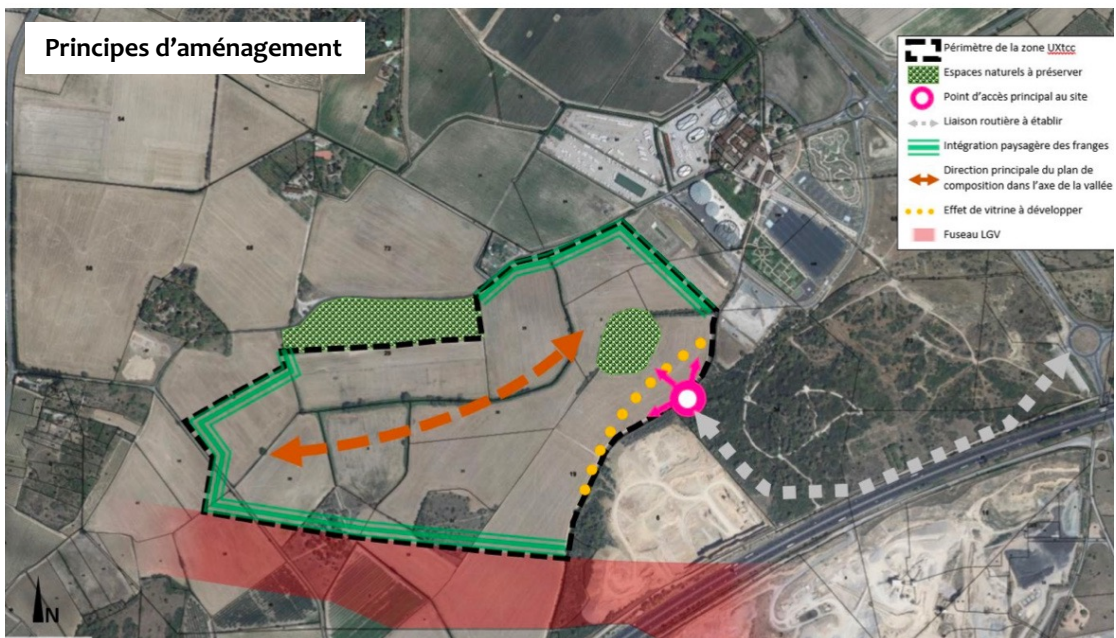 Principes d'aménagement
Périmètre de la zone UXtcc
Espaces naturels à préserver
Point d'accès principal au site
Liaison routière à établir
Intégration paysagère des franges
Direction principale du plan de
composition dans l'axe de la vallée
Effet de vitrine à développer
Fuseau LGV
N